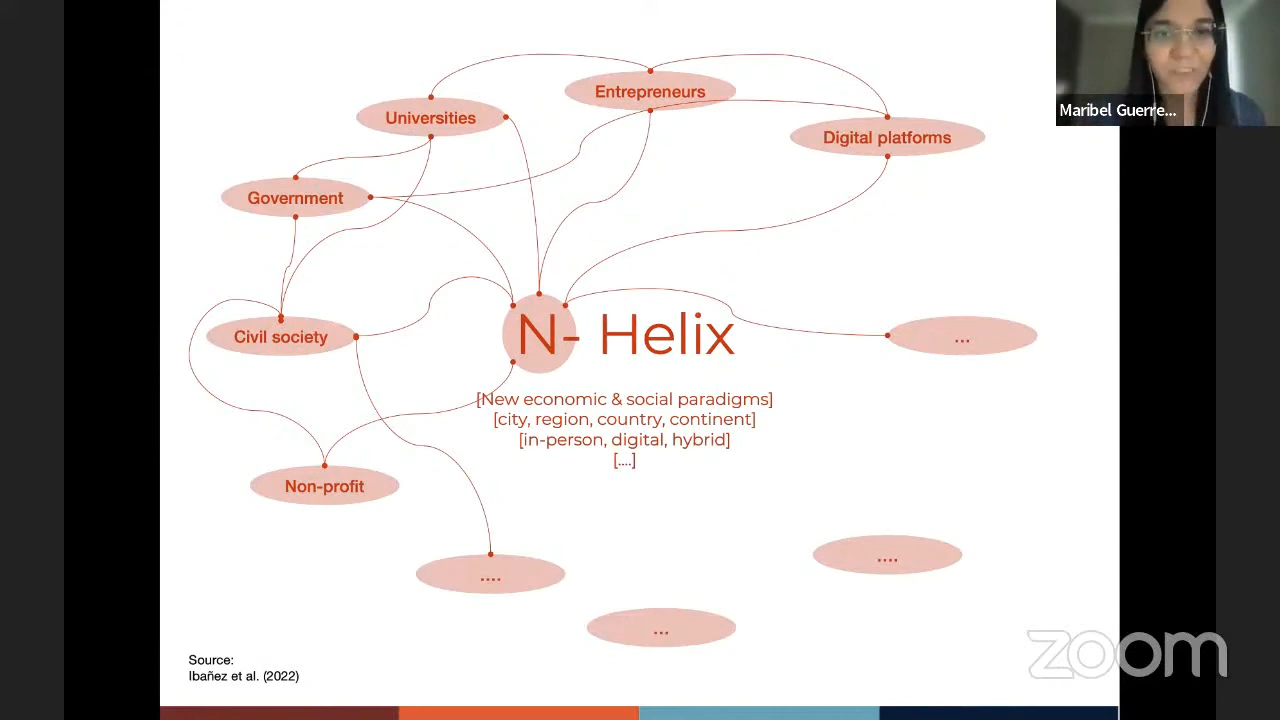 Maribel Guerre...
Entrepreneurs
Universities
Digital platforms
Government
Civil society
N- Helix
...
[New economic & social paradigms]
[city, region, country, continent]
[in-person, digital, hybrid]
[....]
Non-profit
....
....
...
Source:
Ibañez et al. (2022)
zoom